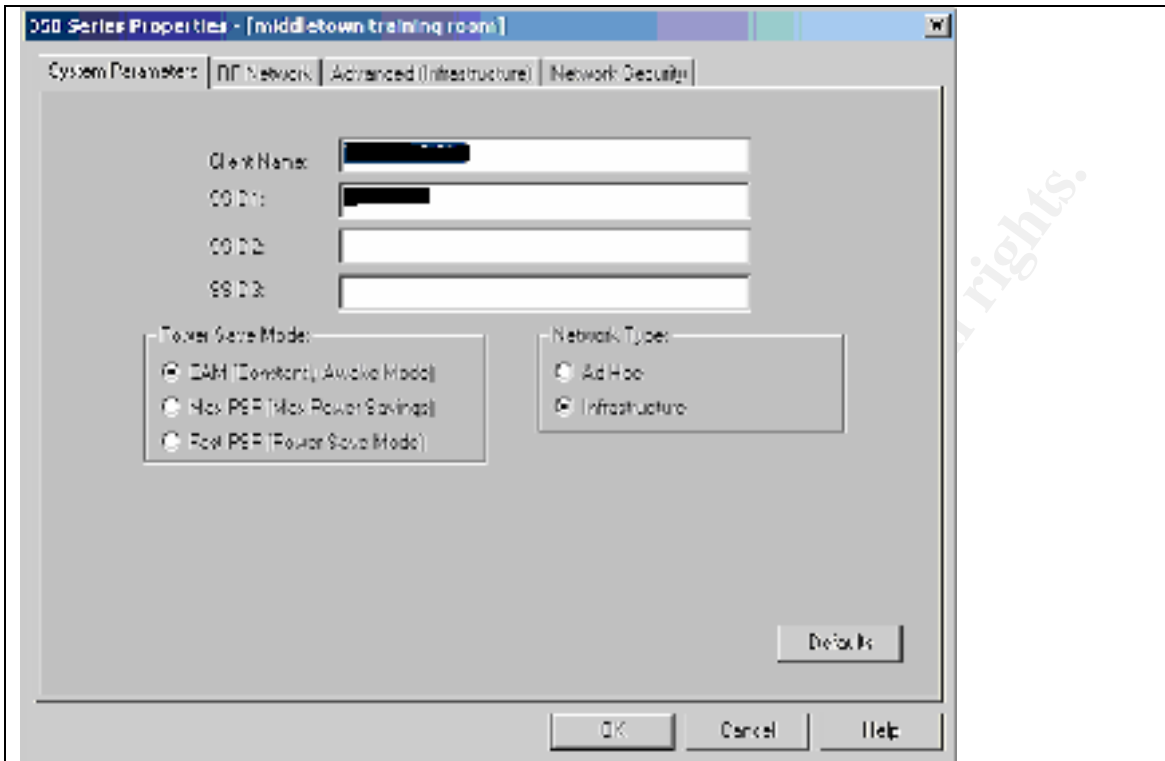 350 Series Properties - [middletown training room]
System Parameters RF Network Advanced (Infrastructure) Network Security
Client Name:
SSID1:
SSID2:
SSID3:
Power Save Mode:
CAM (Constantly Awake Mode)
Max PSP (Max Power Savings)
Fast PSP (Power Save Mode)
Network Type:
Ad Hoc
Infrastructure
Defaults
OK Cancel Help
rights.